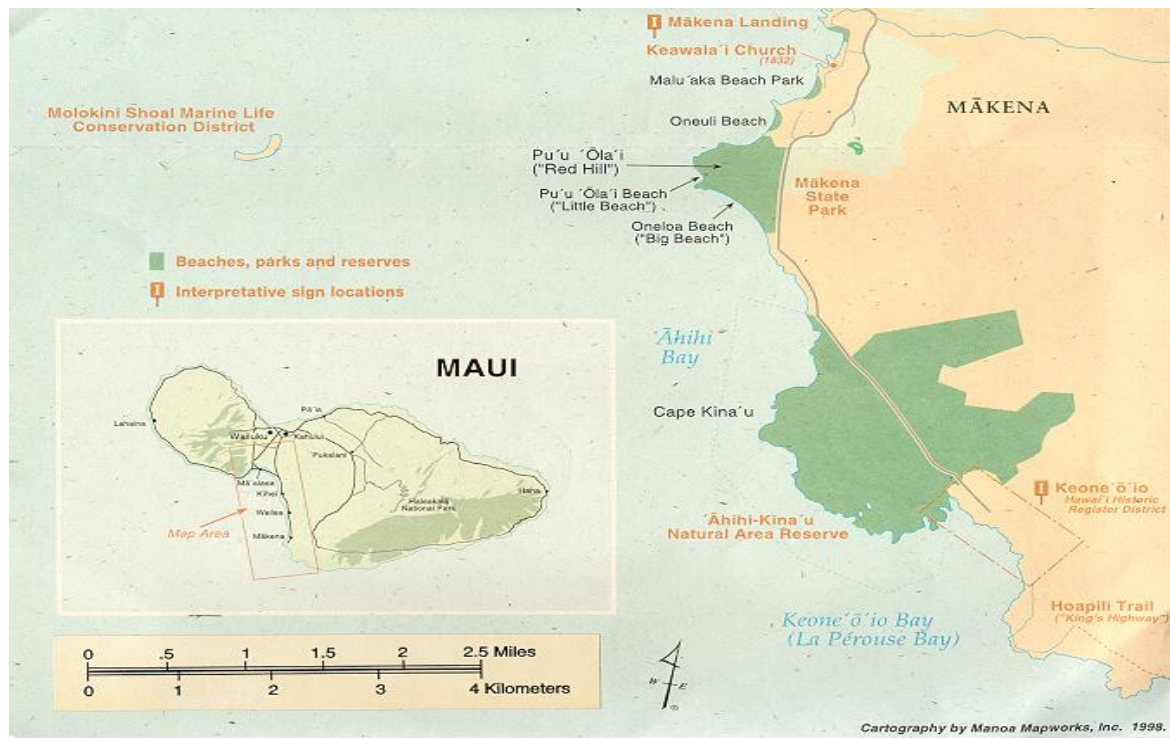 Mākena Landing
Keawala´i Church
(1832)
Malu´aka Beach Park
MĀKENA
Oneuli Beach
Molokini Shoal Marine Life
Conservation District
Pu´u ´Ōla´i
("Red Hill")
Pu´u ´Ōla´i Beach
("Little Beach")
Oneloa Beach
("Big Beach")
Mākena
State
Park
Beaches, parks and reserves
I Interpretative sign locations
´Āhihi
Bay
Cape Kīna´u
MAUI
Lahaina
Pā´ia
Wailuku
Kahului
Pukalani
Mā´alaea
Kīhei
Wailea
Mākena
Haleakalā
National Park
Hana
Map Area
Keone´ō´io
Hawai´i Historic
Register District
´Āhihi-Kīna´u
Natural Area Reserve
Hoapili Trail
("King's Highway")
Keone´ō´io Bay
(La Pérouse Bay)
0 .5 1 1.5 2 2.5 Miles
0 1 2 3 4 Kilometers
W E
Cartography by Manoa Mapworks, Inc. 1998.